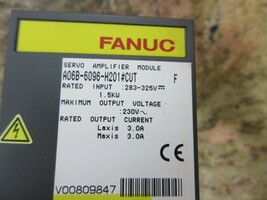 FANUC
SERVO AMPLIFIER MODULE
A06B-6096-H201#CUT F
RATED INPUT :283-325V⎓
1.5KW
MAXIMUM OUTPUT VOLTAGE
:230V~
RATED OUTPUT CURRENT
Laxis 3.0A
Maxis 3.0A
V00809847